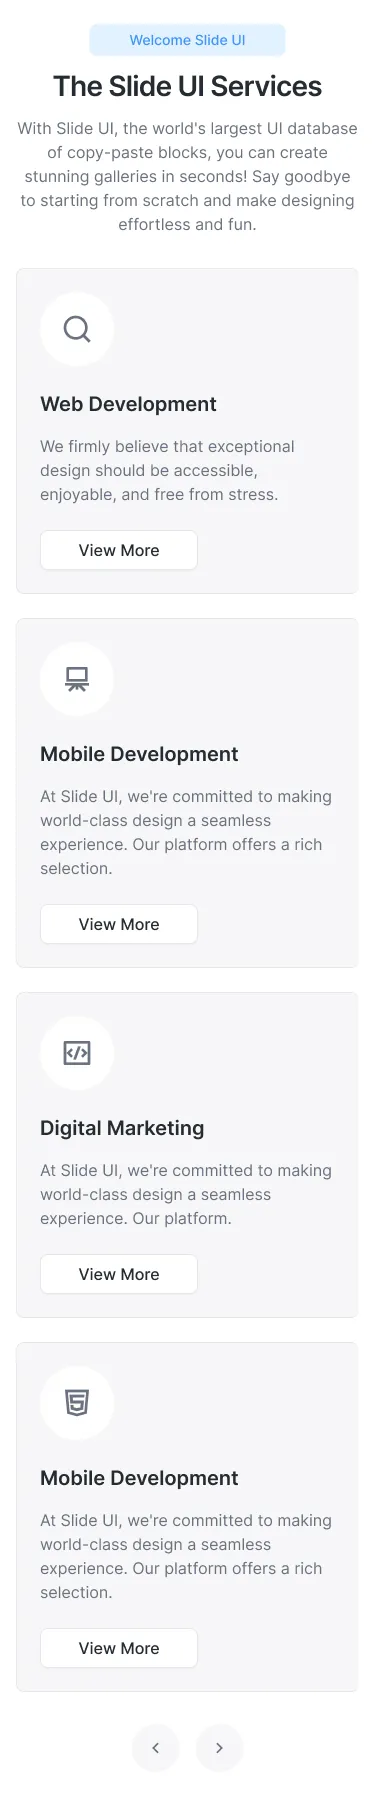 Welcome Slide UI
The Slide UI Services
With Slide UI, the world's largest UI database
of copy-paste blocks, you can create
stunning galleries in seconds! Say goodbye
to starting from scratch and make designing
effortless and fun.
Web Development
We firmly believe that exceptional
design should be accessible,
enjoyable, and free from stress.
View More
Mobile Development
At Slide UI, we're committed to making
world-class design a seamless
experience. Our platform offers a rich
selection.
View More
</>
Digital Marketing
At Slide UI, we're committed to making
world-class design a seamless
experience. Our platform.
View More
5
Mobile Development
At Slide UI, we're committed to making
world-class design a seamless
experience. Our platform offers a rich
selection.
View More